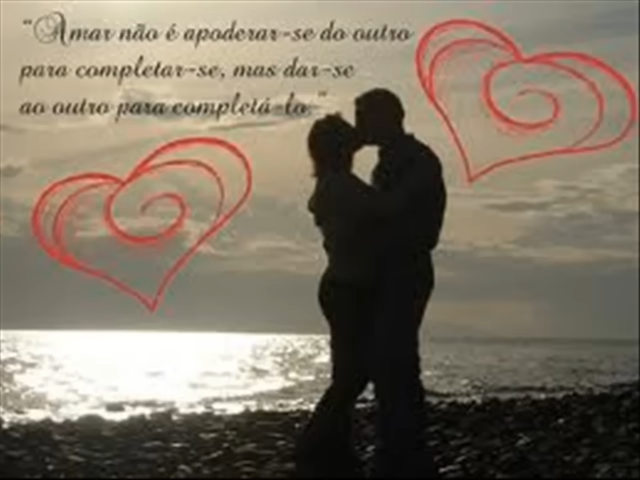 "Amar não é apoderar-se do outro
para completar-se, mas dar-se
ao outro para completá-lo."